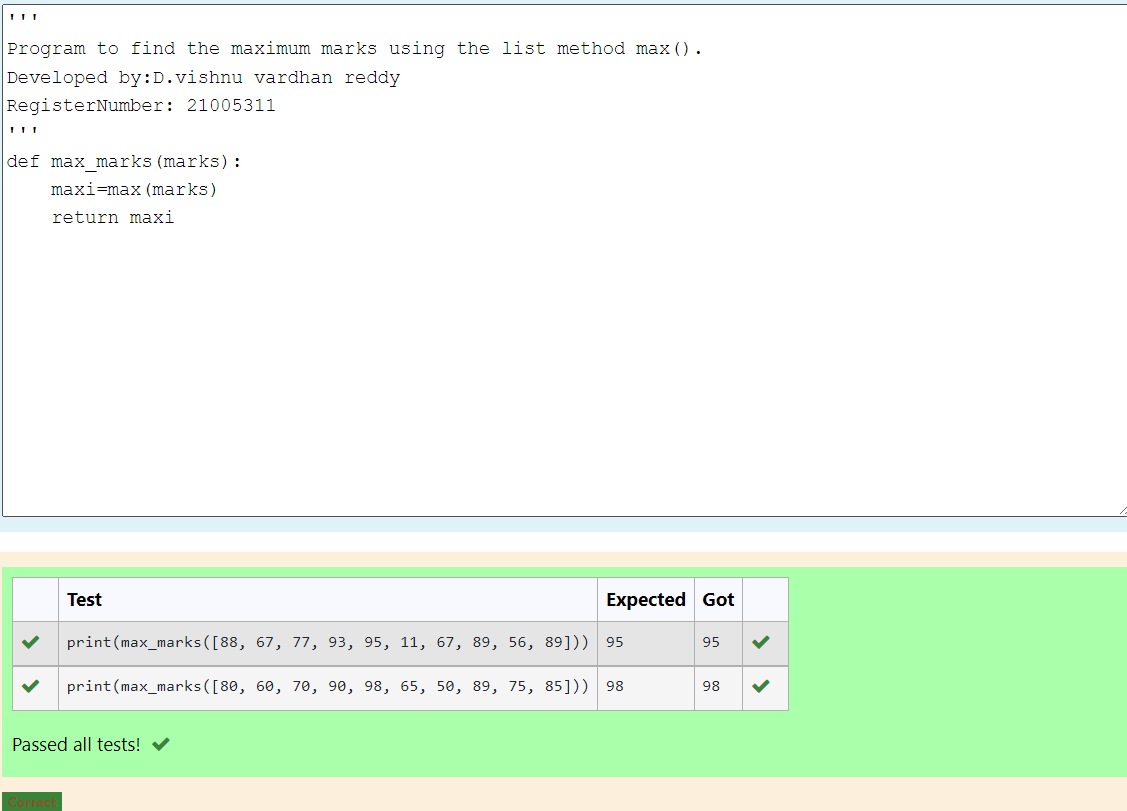 '''
Program to find the maximum marks using the list method max().
Developed by:D.vishnu vardhan reddy
RegisterNumber: 21005311
'''
def max_marks(marks):
    maxi=max(marks)
    return maxi
Test Expected Got
print(max_marks([88, 67, 77, 93, 95, 11, 67, 89, 56, 89])) 95 95
print(max_marks([80, 60, 70, 90, 98, 65, 50, 89, 75, 85])) 98 98
Passed all tests!
Correct